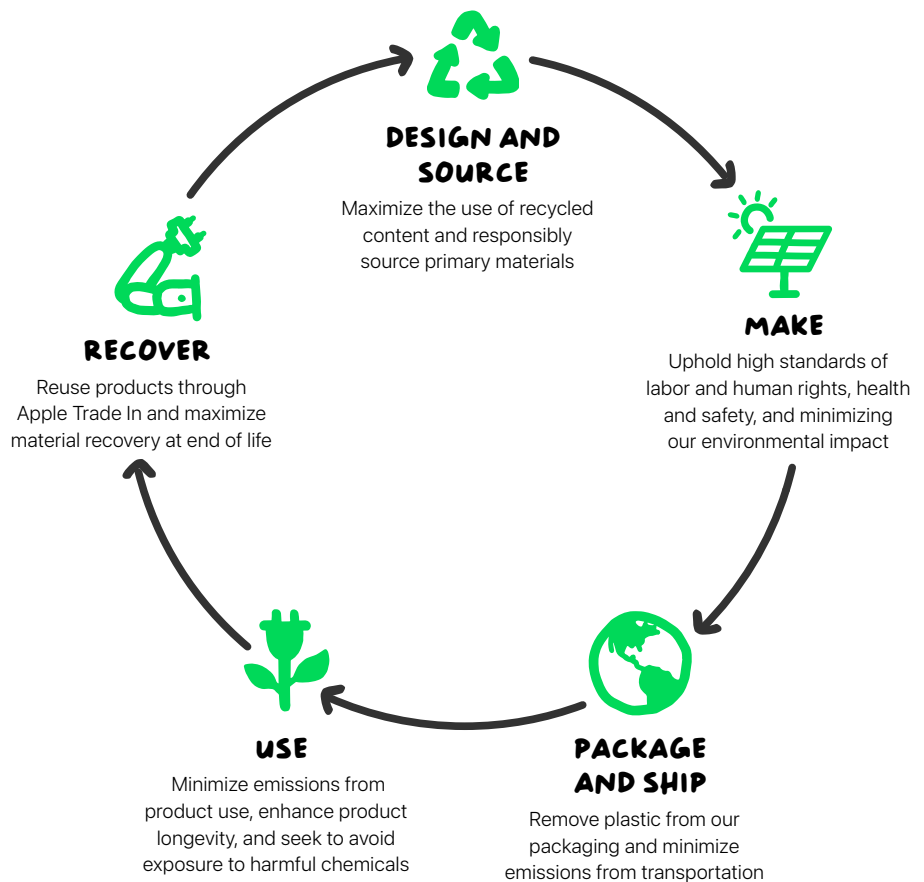 DESIGN AND
SOURCE
Maximize the use of recycled
content and responsibly
source primary materials
MAKE
Uphold high standards of
labor and human rights, health
and safety, and minimizing
our environmental impact
PACKAGE
AND SHIP
Remove plastic from our
packaging and minimize
emissions from transportation
USE
Minimize emissions from
product use, enhance product
longevity, and seek to avoid
exposure to harmful chemicals
RECOVER
Reuse products through
Apple Trade In and maximize
material recovery at end of life